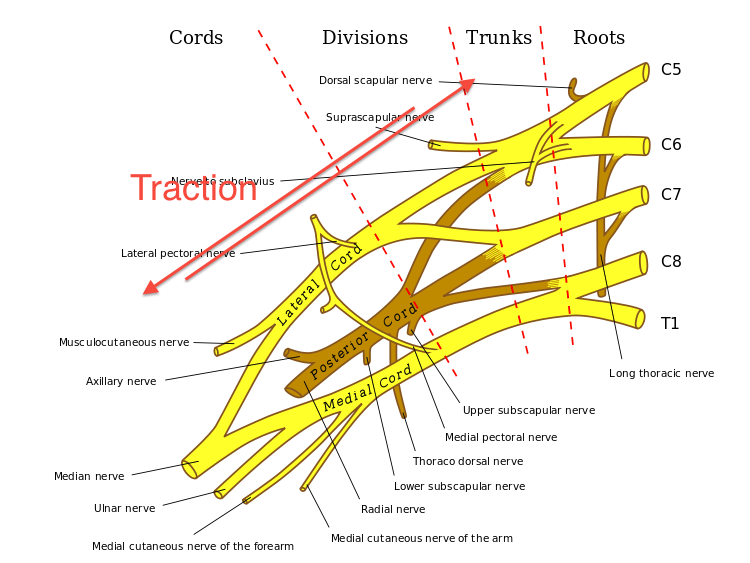 Cords
Divisions
Trunks
Roots
C5
Dorsal scapular nerve
Suprascapular nerve
C6
Nerve to subclavius
Traction
C7
Lateral pectoral nerve
C8
Lateral Cord
Posterior Cord
Medial Cord
T1
Musculocutaneous nerve
Long thoracic nerve
Axillary nerve
Upper subscapular nerve
Medial pectoral nerve
Thoraco dorsal nerve
Median nerve
Lower subscapular nerve
Ulnar nerve
Radial nerve
Medial cutaneous nerve of the arm
Medial cutaneous nerve of the forearm